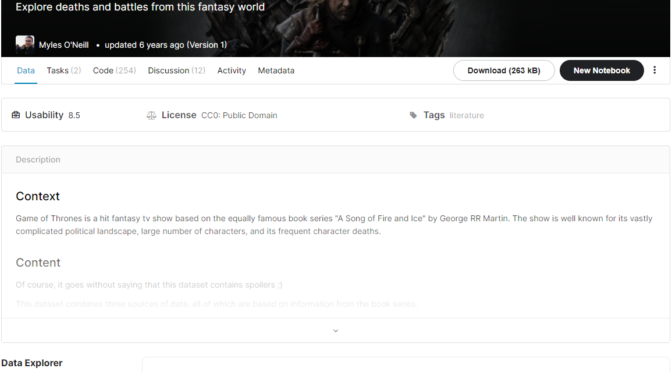 Explore deaths and battles from this fantasy world
Myles O'Neill • updated 6 years ago (Version 1)
Data Tasks (2) Code (254) Discussion (12) Activity Metadata Download (263 kB) New Notebook
Usability 8.5 License CC0: Public Domain Tags literature
Description
Context
Game of Thrones is a hit fantasy tv show based on the equally famous book series "A Song of Fire and Ice" by George RR Martin. The show is well known for its vastly
complicated political landscape, large number of characters, and its frequent character deaths.
Content
Of course, it goes without saying that this dataset contains spoilers ;)
This dataset combines three sources of data, all of which are based on information from the book series.
Data Explorer